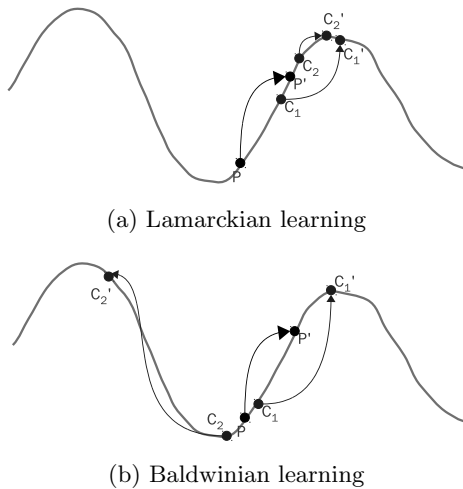 C₂'
C₁'
C₂
P'
C₁
P
(a) Lamarckian learning
C₂'
C₁'
P'
C₂
P
C₁
(b) Baldwinian learning